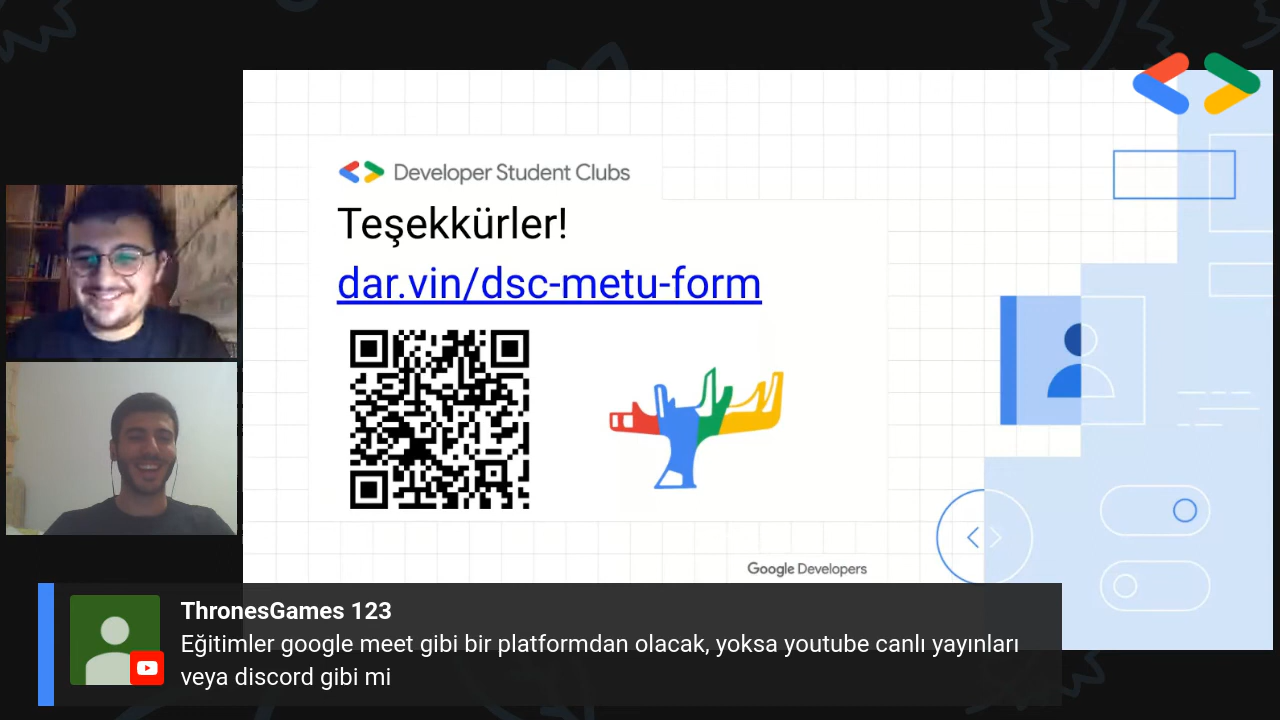 Developer Student Clubs
Teşekkürler!
dar.vin/dsc-metu-form
Google Developers
ThronesGames 123
Eğitimler google meet gibi bir platformdan olacak, yoksa youtube canlı yayınları
veya discord gibi mi